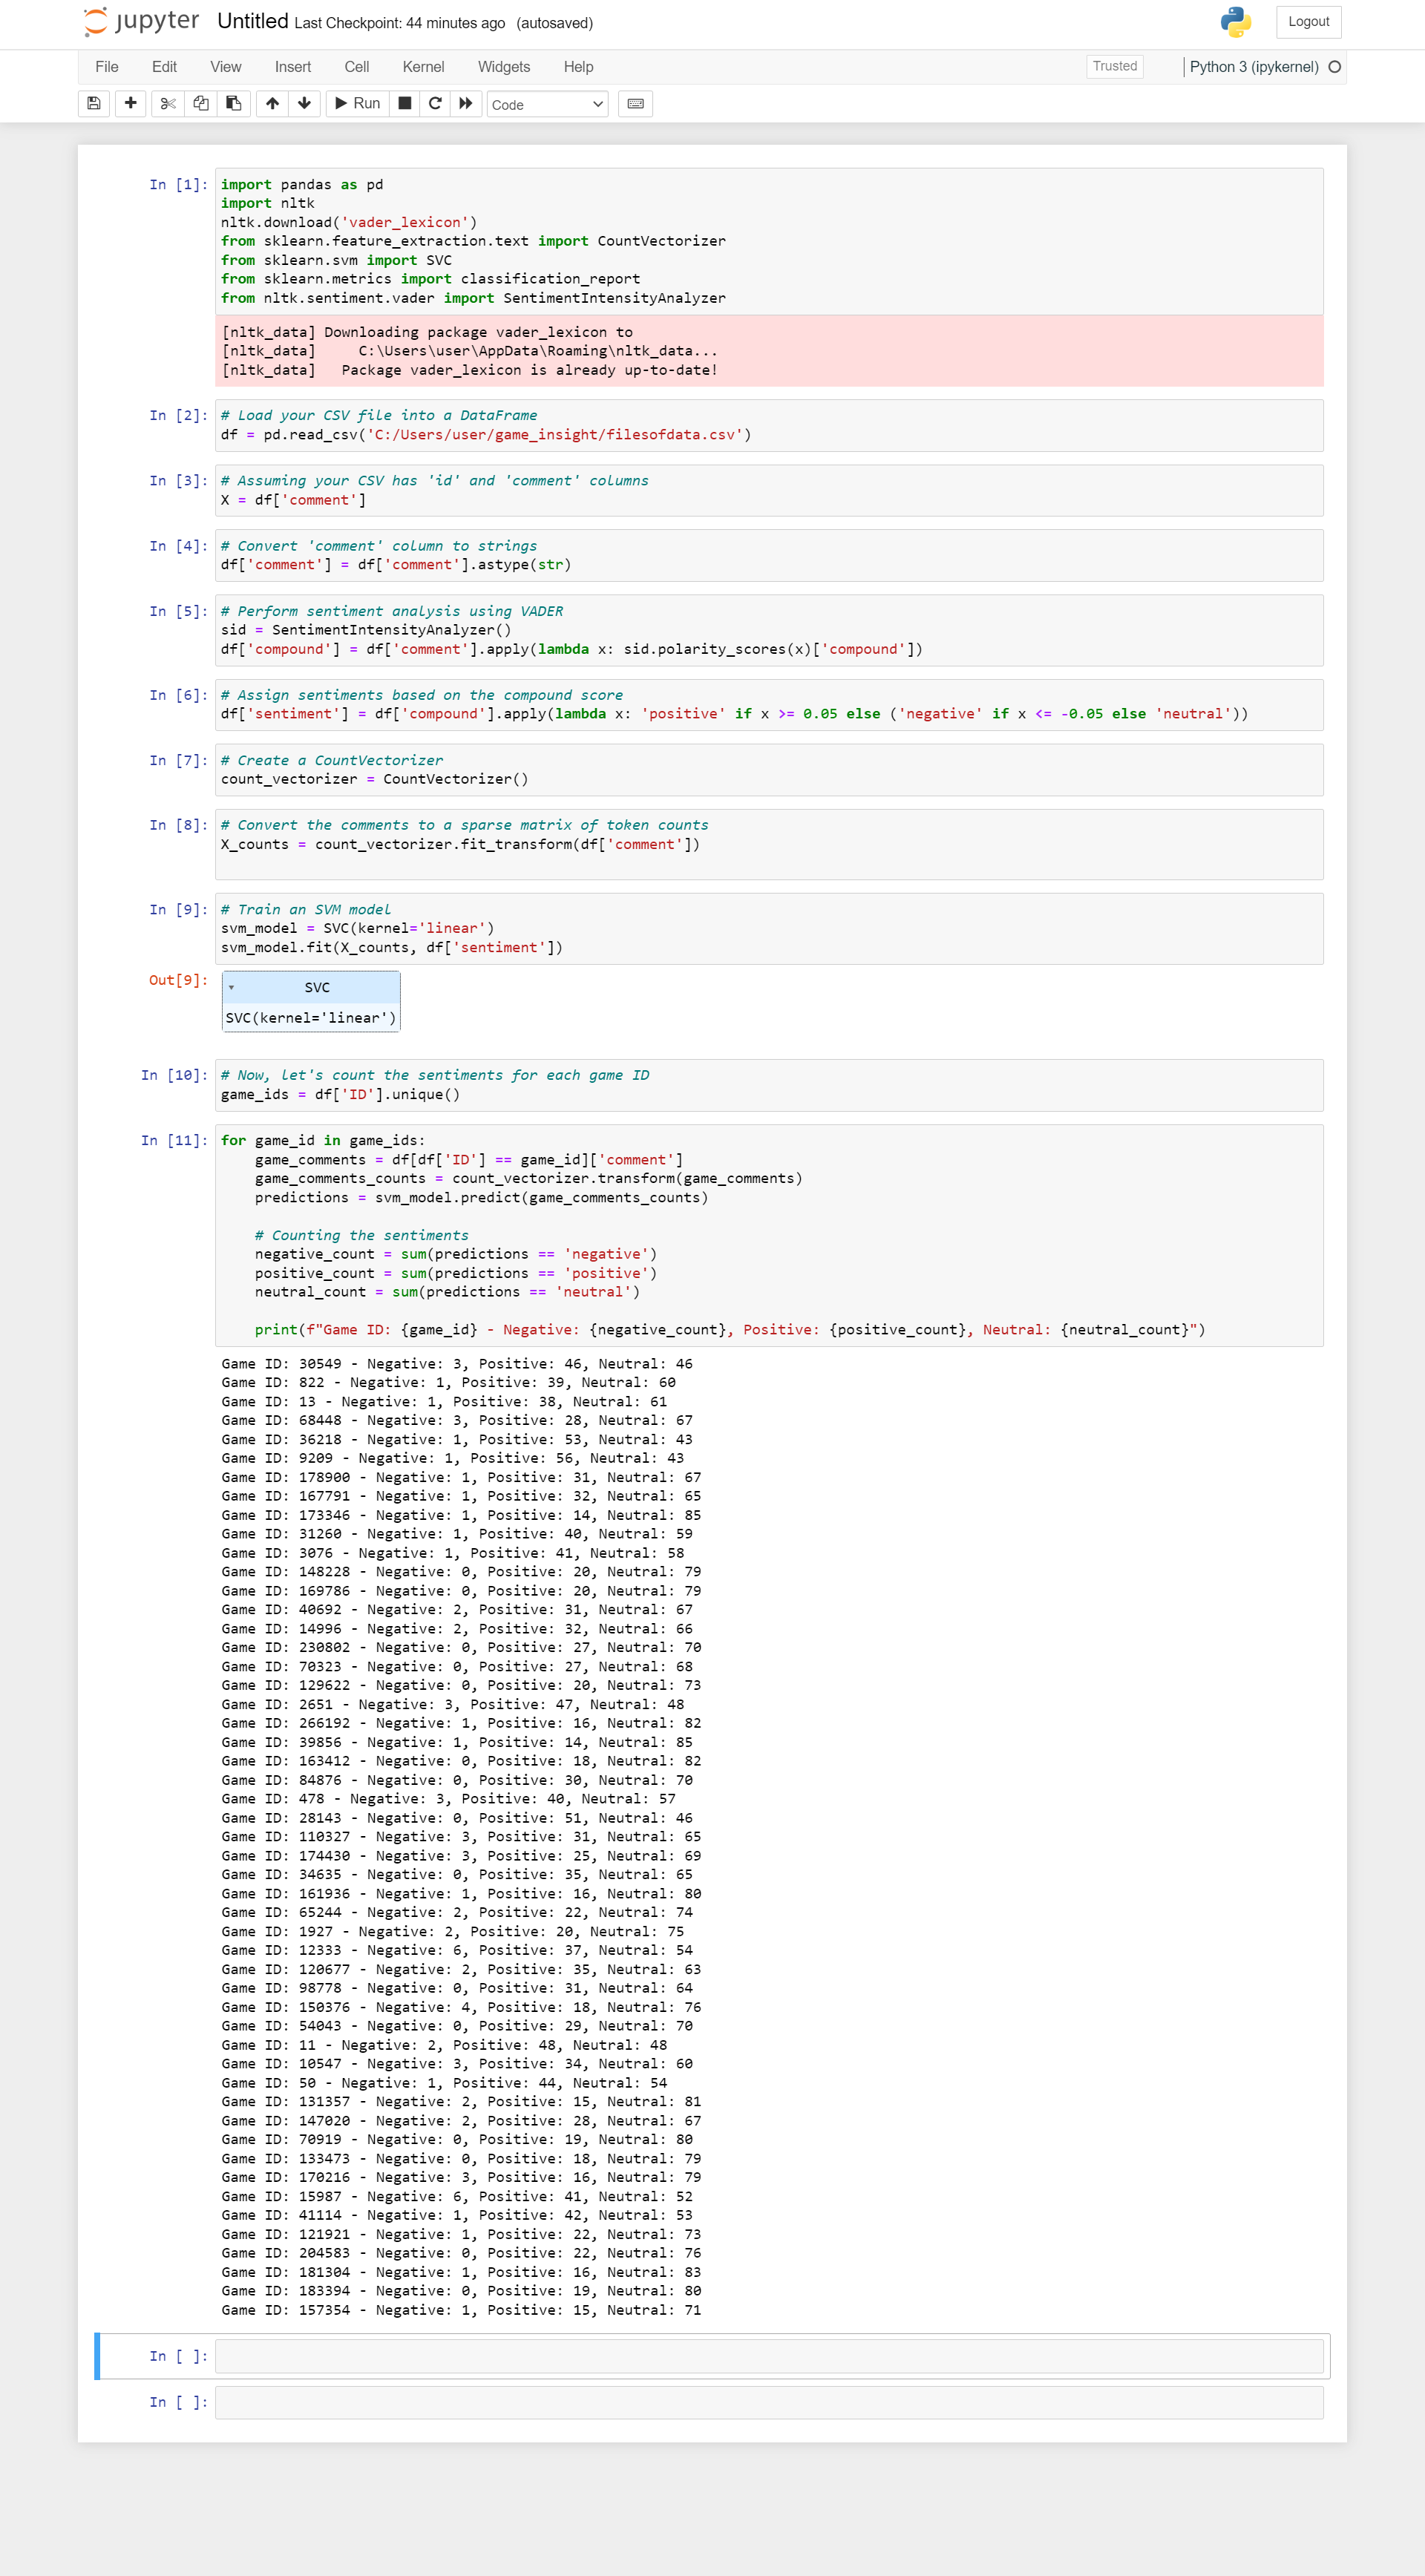 jupyter Untitled Last Checkpoint: 44 minutes ago (autosaved) Logout
File Edit View Insert Cell Kernel Widgets Help Trusted Python 3 (ipykernel)
Run Code
In [1]: import pandas as pd
import nltk
nltk.download('vader_lexicon')
from sklearn.feature_extraction.text import CountVectorizer
from sklearn.svm import SVC
from sklearn.metrics import classification_report
from nltk.sentiment.vader import SentimentIntensityAnalyzer
[nltk_data] Downloading package vader_lexicon to
[nltk_data]     C:\Users\user\AppData\Roaming\nltk_data...
[nltk_data]   Package vader_lexicon is already up-to-date!
In [2]: # Load your CSV file into a DataFrame
df = pd.read_csv('C:/Users/user/game_insight/filesofdata.csv')
In [3]: # Assuming your CSV has 'id' and 'comment' columns
X = df['comment']
In [4]: # Convert 'comment' column to strings
df['comment'] = df['comment'].astype(str)
In [5]: # Perform sentiment analysis using VADER
sid = SentimentIntensityAnalyzer()
df['compound'] = df['comment'].apply(lambda x: sid.polarity_scores(x)['compound'])
In [6]: # Assign sentiments based on the compound score
df['sentiment'] = df['compound'].apply(lambda x: 'positive' if x >= 0.05 else ('negative' if x <= -0.05 else 'neutral'))
In [7]: # Create a CountVectorizer
count_vectorizer = CountVectorizer()
In [8]: # Convert the comments to a sparse matrix of token counts
X_counts = count_vectorizer.fit_transform(df['comment'])
In [9]: # Train an SVM model
svm_model = SVC(kernel='linear')
svm_model.fit(X_counts, df['sentiment'])
Out[9]: SVC
SVC(kernel='linear')
In [10]: # Now, let's count the sentiments for each game ID
game_ids = df['ID'].unique()
In [11]: for game_id in game_ids:
    game_comments = df[df['ID'] == game_id]['comment']
    game_comments_counts = count_vectorizer.transform(game_comments)
    predictions = svm_model.predict(game_comments_counts)
    # Counting the sentiments
    negative_count = sum(predictions == 'negative')
    positive_count = sum(predictions == 'positive')
    neutral_count = sum(predictions == 'neutral')
    print(f"Game ID: {game_id} - Negative: {negative_count}, Positive: {positive_count}, Neutral: {neutral_count}")
Game ID: 30549 - Negative: 3, Positive: 46, Neutral: 46
Game ID: 822 - Negative: 1, Positive: 39, Neutral: 60
Game ID: 13 - Negative: 1, Positive: 38, Neutral: 61
Game ID: 68448 - Negative: 3, Positive: 28, Neutral: 67
Game ID: 36218 - Negative: 1, Positive: 53, Neutral: 43
Game ID: 9209 - Negative: 1, Positive: 56, Neutral: 43
Game ID: 178900 - Negative: 1, Positive: 31, Neutral: 67
Game ID: 167791 - Negative: 1, Positive: 32, Neutral: 65
Game ID: 173346 - Negative: 1, Positive: 14, Neutral: 85
Game ID: 31260 - Negative: 1, Positive: 40, Neutral: 59
Game ID: 3076 - Negative: 1, Positive: 41, Neutral: 58
Game ID: 148228 - Negative: 0, Positive: 20, Neutral: 79
Game ID: 169786 - Negative: 0, Positive: 20, Neutral: 79
Game ID: 40692 - Negative: 2, Positive: 31, Neutral: 67
Game ID: 14996 - Negative: 2, Positive: 32, Neutral: 66
Game ID: 230802 - Negative: 0, Positive: 27, Neutral: 70
Game ID: 70323 - Negative: 0, Positive: 27, Neutral: 68
Game ID: 129622 - Negative: 0, Positive: 20, Neutral: 73
Game ID: 2651 - Negative: 3, Positive: 47, Neutral: 48
Game ID: 266192 - Negative: 1, Positive: 16, Neutral: 82
Game ID: 39856 - Negative: 1, Positive: 14, Neutral: 85
Game ID: 163412 - Negative: 0, Positive: 18, Neutral: 82
Game ID: 84876 - Negative: 0, Positive: 30, Neutral: 70
Game ID: 478 - Negative: 3, Positive: 40, Neutral: 57
Game ID: 28143 - Negative: 0, Positive: 51, Neutral: 46
Game ID: 110327 - Negative: 3, Positive: 31, Neutral: 65
Game ID: 174430 - Negative: 3, Positive: 25, Neutral: 69
Game ID: 34635 - Negative: 0, Positive: 35, Neutral: 65
Game ID: 161936 - Negative: 1, Positive: 16, Neutral: 80
Game ID: 65244 - Negative: 2, Positive: 22, Neutral: 74
Game ID: 1927 - Negative: 2, Positive: 20, Neutral: 75
Game ID: 12333 - Negative: 6, Positive: 37, Neutral: 54
Game ID: 120677 - Negative: 2, Positive: 35, Neutral: 63
Game ID: 98778 - Negative: 0, Positive: 31, Neutral: 64
Game ID: 150376 - Negative: 4, Positive: 18, Neutral: 76
Game ID: 54043 - Negative: 0, Positive: 29, Neutral: 70
Game ID: 11 - Negative: 2, Positive: 48, Neutral: 48
Game ID: 10547 - Negative: 3, Positive: 34, Neutral: 60
Game ID: 50 - Negative: 1, Positive: 44, Neutral: 54
Game ID: 131357 - Negative: 2, Positive: 15, Neutral: 81
Game ID: 147020 - Negative: 2, Positive: 28, Neutral: 67
Game ID: 70919 - Negative: 0, Positive: 19, Neutral: 80
Game ID: 133473 - Negative: 0, Positive: 18, Neutral: 79
Game ID: 170216 - Negative: 3, Positive: 16, Neutral: 79
Game ID: 15987 - Negative: 6, Positive: 41, Neutral: 52
Game ID: 41114 - Negative: 1, Positive: 42, Neutral: 53
Game ID: 121921 - Negative: 1, Positive: 22, Neutral: 73
Game ID: 204583 - Negative: 0, Positive: 22, Neutral: 76
Game ID: 181304 - Negative: 1, Positive: 16, Neutral: 83
Game ID: 183394 - Negative: 0, Positive: 19, Neutral: 80
Game ID: 157354 - Negative: 1, Positive: 15, Neutral: 71
In [ ]:
In [ ]: